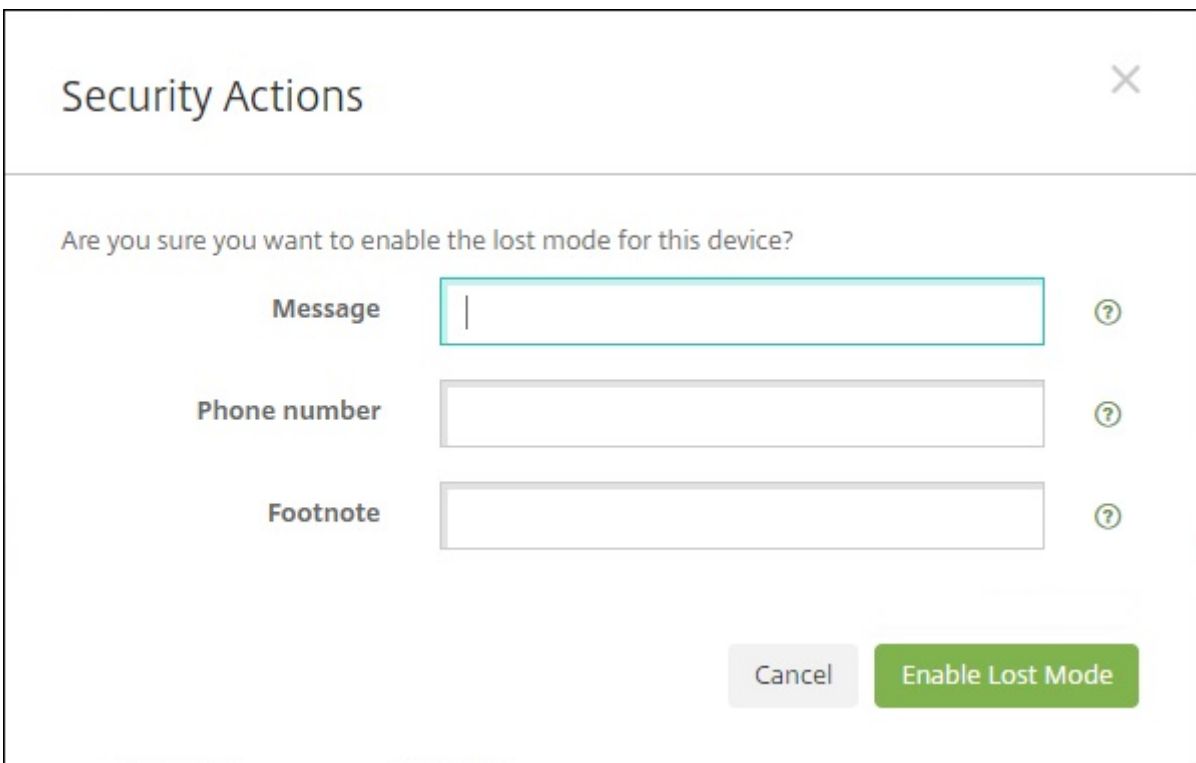 Security Actions
Are you sure you want to enable the lost mode for this device?
Message
Phone number
Footnote
Cancel
Enable Lost Mode